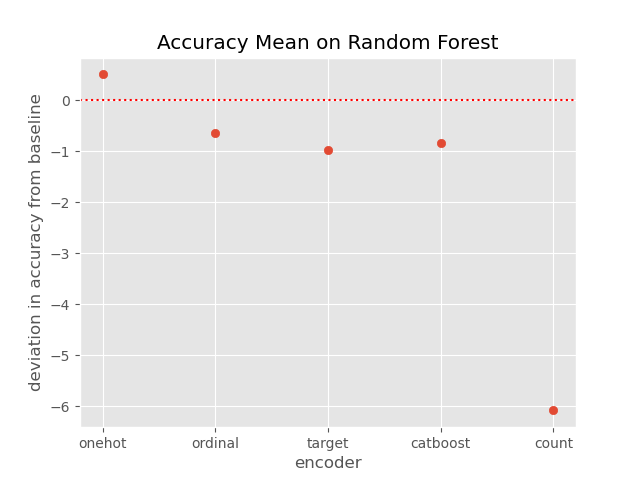 Accuracy Mean on Random Forest
deviation in accuracy from baseline
0
−1
−2
−3
−4
−5
−6
onehot ordinal target catboost count
encoder